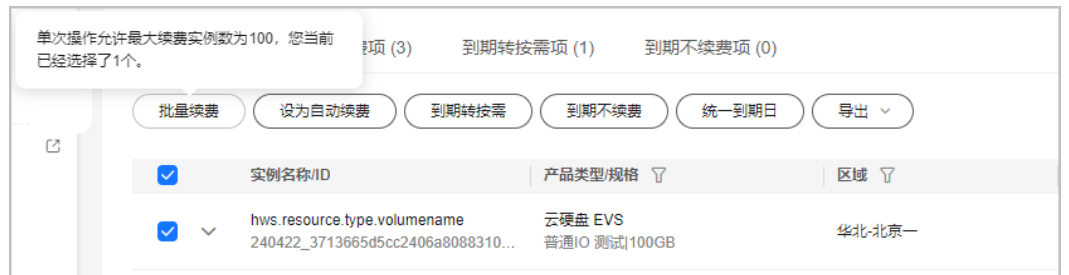 单次操作允许最大续费实例数为100，您当前
已经选择了1个。
费项 (3) 到期转按需项 (1) 到期不续费项 (0)
批量续费 设为自动续费 到期转按需 到期不续费 统一到期日 导出
实例名称/ID 产品类型/规格 区域
hws.resource.type.volumename 云硬盘 EVS 华北-北京一
240422_3713665d5cc2406a8088310... 普通IO 测试|100GB